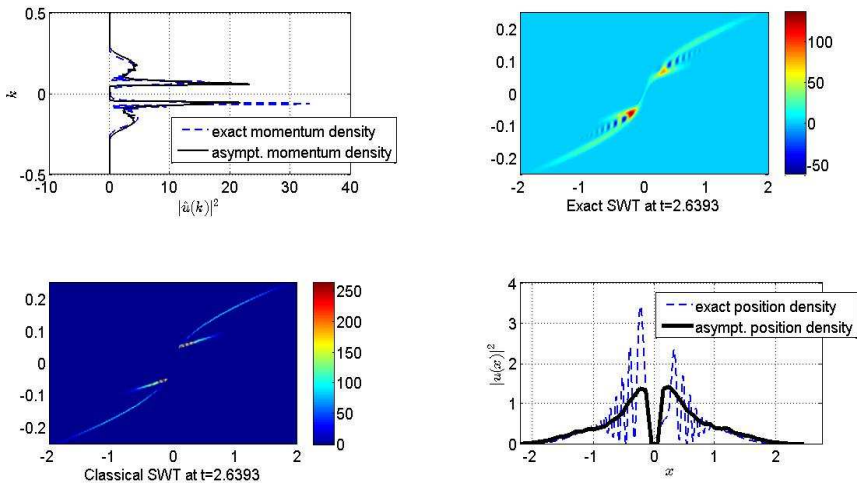 0.5
k
0
-0.5
-10 0 10 20 30 40
|û(k)|²
exact momentum density
asympt. momentum density
0.2
0.1
0
-0.1
-0.2
-2 -1 0 1 2
Exact SWT at t=2.6393
100
50
0
-50
0.2
0.1
0
-0.1
-0.2
-2 -1 0 1 2
Classical SWT at t=2.6393
250
200
150
100
50
0
4
3
2
1
0
|u(x)|²
-2 -1 0 1 2
x
exact position density
asympt. position density